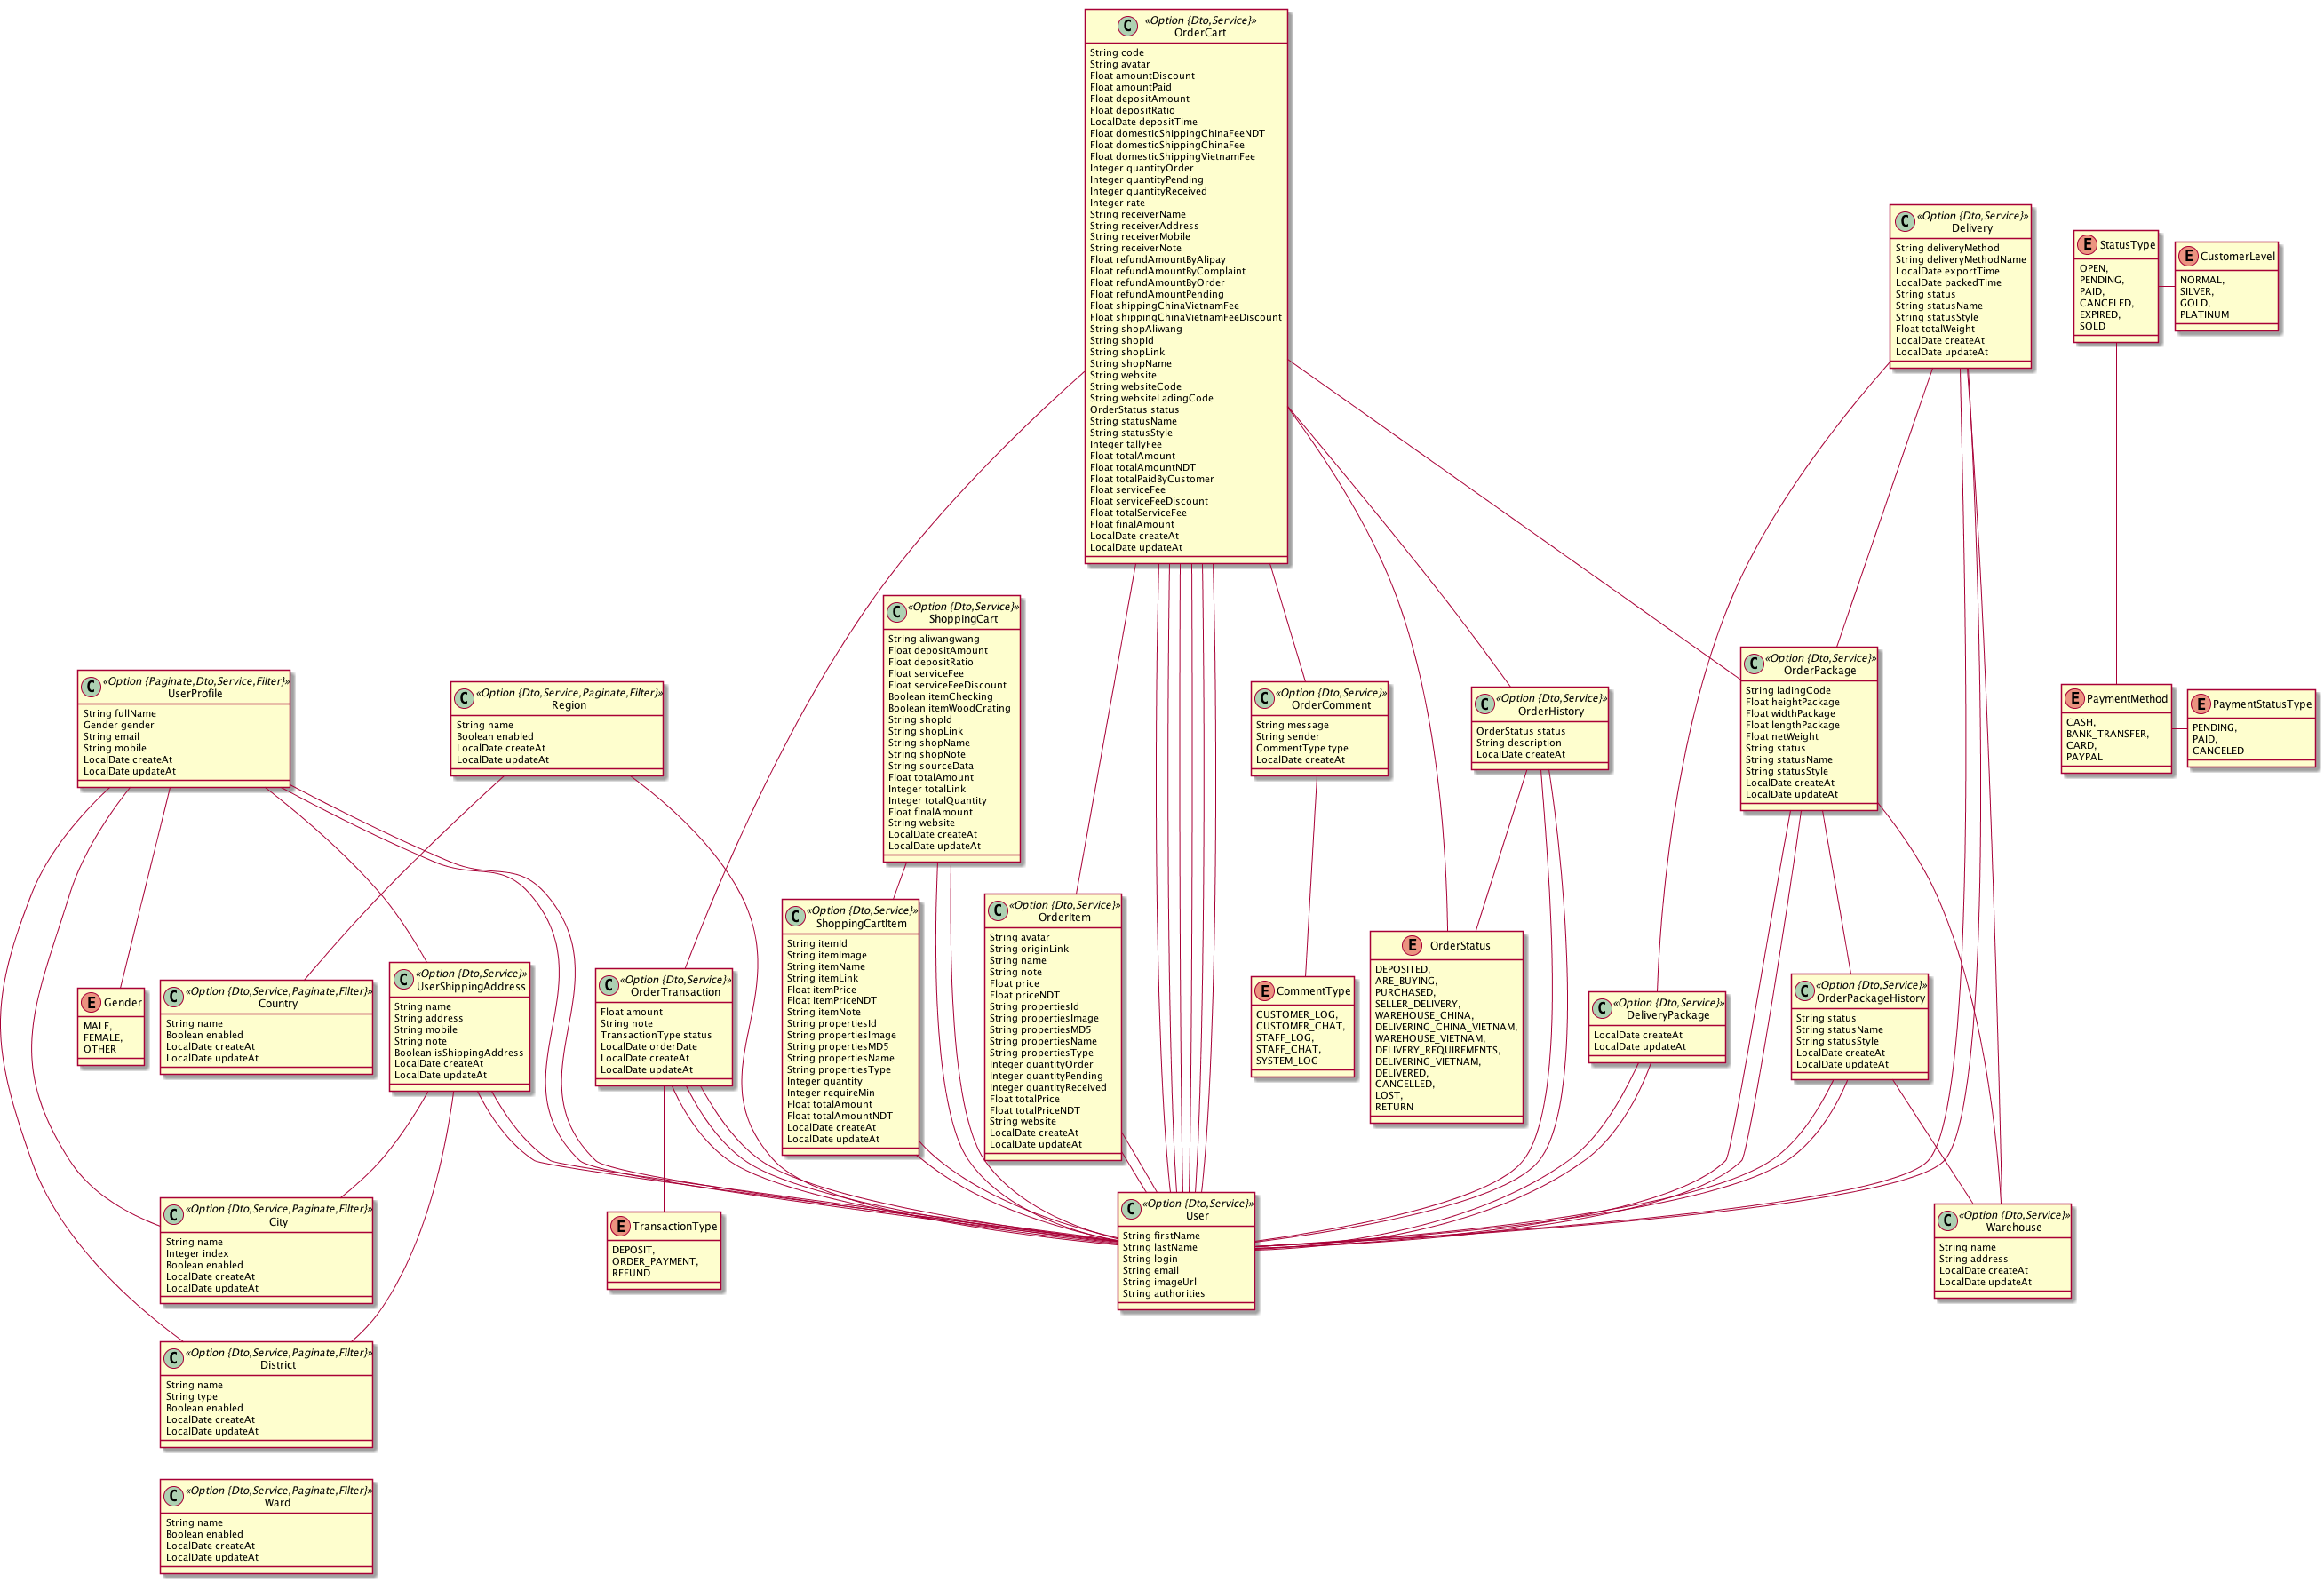 C
«Option {Dto,Service}»
OrderCart
String code
String avatar
Float amountDiscount
Float amountPaid
Float depositAmount
Float depositRatio
LocalDate depositTime
Float domesticShippingChinaFeeNDT
Float domesticShippingChinaFee
Float domesticShippingVietnamFee
Integer quantityOrder
Integer quantityPending
Integer quantityReceived
Integer rate
String receiverName
String receiverAddress
String receiverMobile
String receiverNote
Float refundAmountByAlipay
Float refundAmountByComplaint
Float refundAmountByOrder
Float refundAmountPending
Float shippingChinaVietnamFee
Float shippingChinaVietnamFeeDiscount
String shopAliwang
String shopId
String shopLink
String shopName
String website
String websiteCode
String websiteLadingCode
OrderStatus status
String statusName
String statusStyle
Integer tallyFee
Float totalAmount
Float totalAmountNDT
Float totalPaidByCustomer
Float serviceFee
Float serviceFeeDiscount
Float totalServiceFee
Float finalAmount
LocalDate createAt
LocalDate updateAt
C
«Option {Dto,Service}»
Delivery
String deliveryMethod
String deliveryMethodName
LocalDate exportTime
LocalDate packedTime
String status
String statusName
String statusStyle
Float totalWeight
LocalDate createAt
LocalDate updateAt
E
StatusType
OPEN,
PENDING,
PAID,
CANCELED,
EXPIRED,
SOLD
E
CustomerLevel
NORMAL,
SILVER,
GOLD,
PLATINUM
C
«Option {Dto,Service}»
ShoppingCart
String aliwangwang
Float depositAmount
Float depositRatio
Float serviceFee
Float serviceFeeDiscount
Boolean itemChecking
Boolean itemWoodCrating
String shopId
String shopLink
String shopName
String shopNote
String sourceData
Float totalAmount
Integer totalLink
Integer totalQuantity
Float finalAmount
String website
LocalDate createAt
LocalDate updateAt
C
«Option {Paginate,Dto,Service,Filter}»
UserProfile
String fullName
Gender gender
String email
String mobile
LocalDate createAt
LocalDate updateAt
C
«Option {Dto,Service,Paginate,Filter}»
Region
String name
Boolean enabled
LocalDate createAt
LocalDate updateAt
C
«Option {Dto,Service}»
OrderComment
String message
String sender
CommentType type
LocalDate createAt
C
«Option {Dto,Service}»
OrderHistory
OrderStatus status
String description
LocalDate createAt
C
«Option {Dto,Service}»
OrderPackage
String ladingCode
Float heightPackage
Float widthPackage
Float lengthPackage
Float netWeight
String status
String statusName
String statusStyle
LocalDate createAt
LocalDate updateAt
E
PaymentMethod
CASH,
BANK_TRANSFER,
CARD,
PAYPAL
E
PaymentStatusType
PENDING,
PAID,
CANCELED
E
Gender
MALE,
FEMALE,
OTHER
C
«Option {Dto,Service,Paginate,Filter}»
Country
String name
Boolean enabled
LocalDate createAt
LocalDate updateAt
C
«Option {Dto,Service}»
UserShippingAddress
String name
String address
String mobile
String note
Boolean isShippingAddress
LocalDate createAt
LocalDate updateAt
C
«Option {Dto,Service}»
OrderTransaction
Float amount
String note
TransactionType status
LocalDate orderDate
LocalDate createAt
LocalDate updateAt
C
«Option {Dto,Service}»
ShoppingCartItem
String itemId
String itemImage
String itemName
String itemLink
Float itemPrice
Float itemPriceNDT
String itemNote
String propertiesId
String propertiesImage
String propertiesMD5
String propertiesName
String propertiesType
Integer quantity
Integer requireMin
Float totalAmount
Float totalAmountNDT
LocalDate createAt
LocalDate updateAt
C
«Option {Dto,Service}»
OrderItem
String avatar
String originLink
String name
String note
Float price
Float priceNDT
String propertiesId
String propertiesImage
String propertiesMD5
String propertiesName
String propertiesType
Integer quantityOrder
Integer quantityPending
Integer quantityReceived
Float totalPrice
Float totalPriceNDT
String website
LocalDate createAt
LocalDate updateAt
E
CommentType
CUSTOMER_LOG,
CUSTOMER_CHAT,
STAFF_LOG,
STAFF_CHAT,
SYSTEM_LOG
E
OrderStatus
DEPOSITED,
ARE_BUYING,
PURCHASED,
SELLER_DELIVERY,
WAREHOUSE_CHINA,
DELIVERING_CHINA_VIETNAM,
WAREHOUSE_VIETNAM,
DELIVERY_REQUIREMENTS,
DELIVERING_VIETNAM,
DELIVERED,
CANCELLED,
LOST,
RETURN
C
«Option {Dto,Service}»
DeliveryPackage
LocalDate createAt
LocalDate updateAt
C
«Option {Dto,Service}»
OrderPackageHistory
String status
String statusName
String statusStyle
LocalDate createAt
LocalDate updateAt
C
«Option {Dto,Service,Paginate,Filter}»
City
String name
Integer index
Boolean enabled
LocalDate createAt
LocalDate updateAt
E
TransactionType
DEPOSIT,
ORDER_PAYMENT,
REFUND
C
«Option {Dto,Service}»
User
String firstName
String lastName
String login
String email
String imageUrl
String authorities
C
«Option {Dto,Service}»
Warehouse
String name
String address
LocalDate createAt
LocalDate updateAt
C
«Option {Dto,Service,Paginate,Filter}»
District
String name
String type
Boolean enabled
LocalDate createAt
LocalDate updateAt
C
«Option {Dto,Service,Paginate,Filter}»
Ward
String name
Boolean enabled
LocalDate createAt
LocalDate updateAt